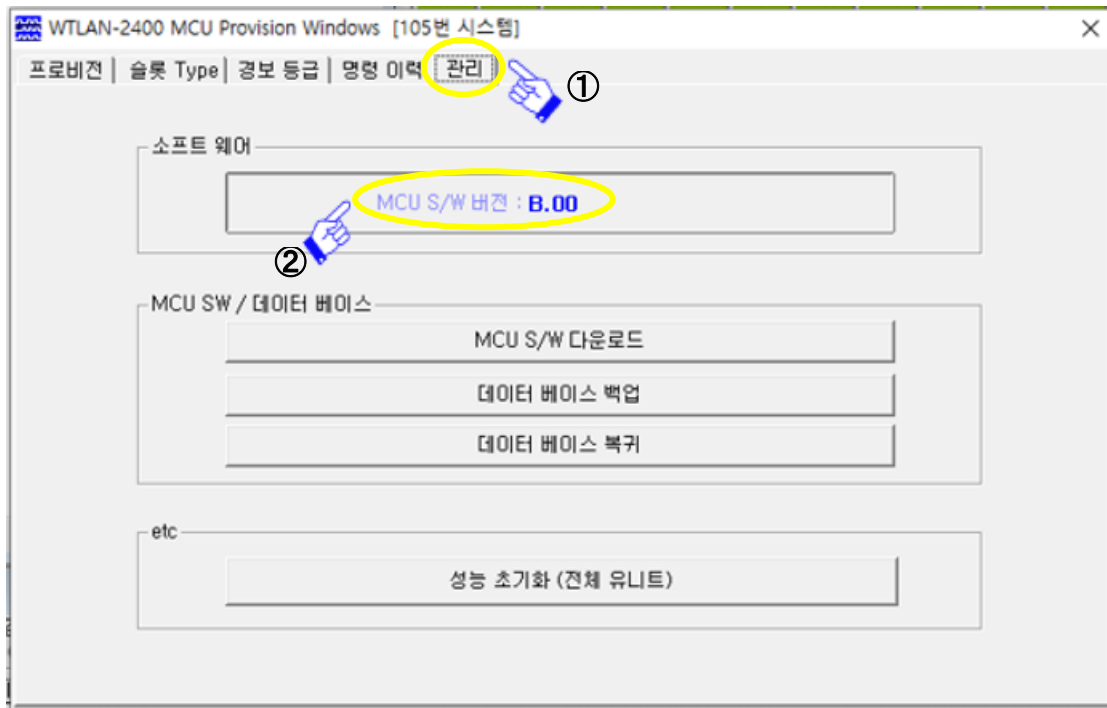 WTLAN-2400 MCU Provision Windows [105번 시스템]
프로비젼 | 슬롯 Type | 경보 등급 | 명령 이력 관리
①
소프트 웨어
MCU S/W 버젼 : B.00
②
MCU SW / 데이터 베이스
MCU S/W 다운로드
데이터 베이스 백업
데이터 베이스 복귀
etc
성능 초기화 (전체 유니트)